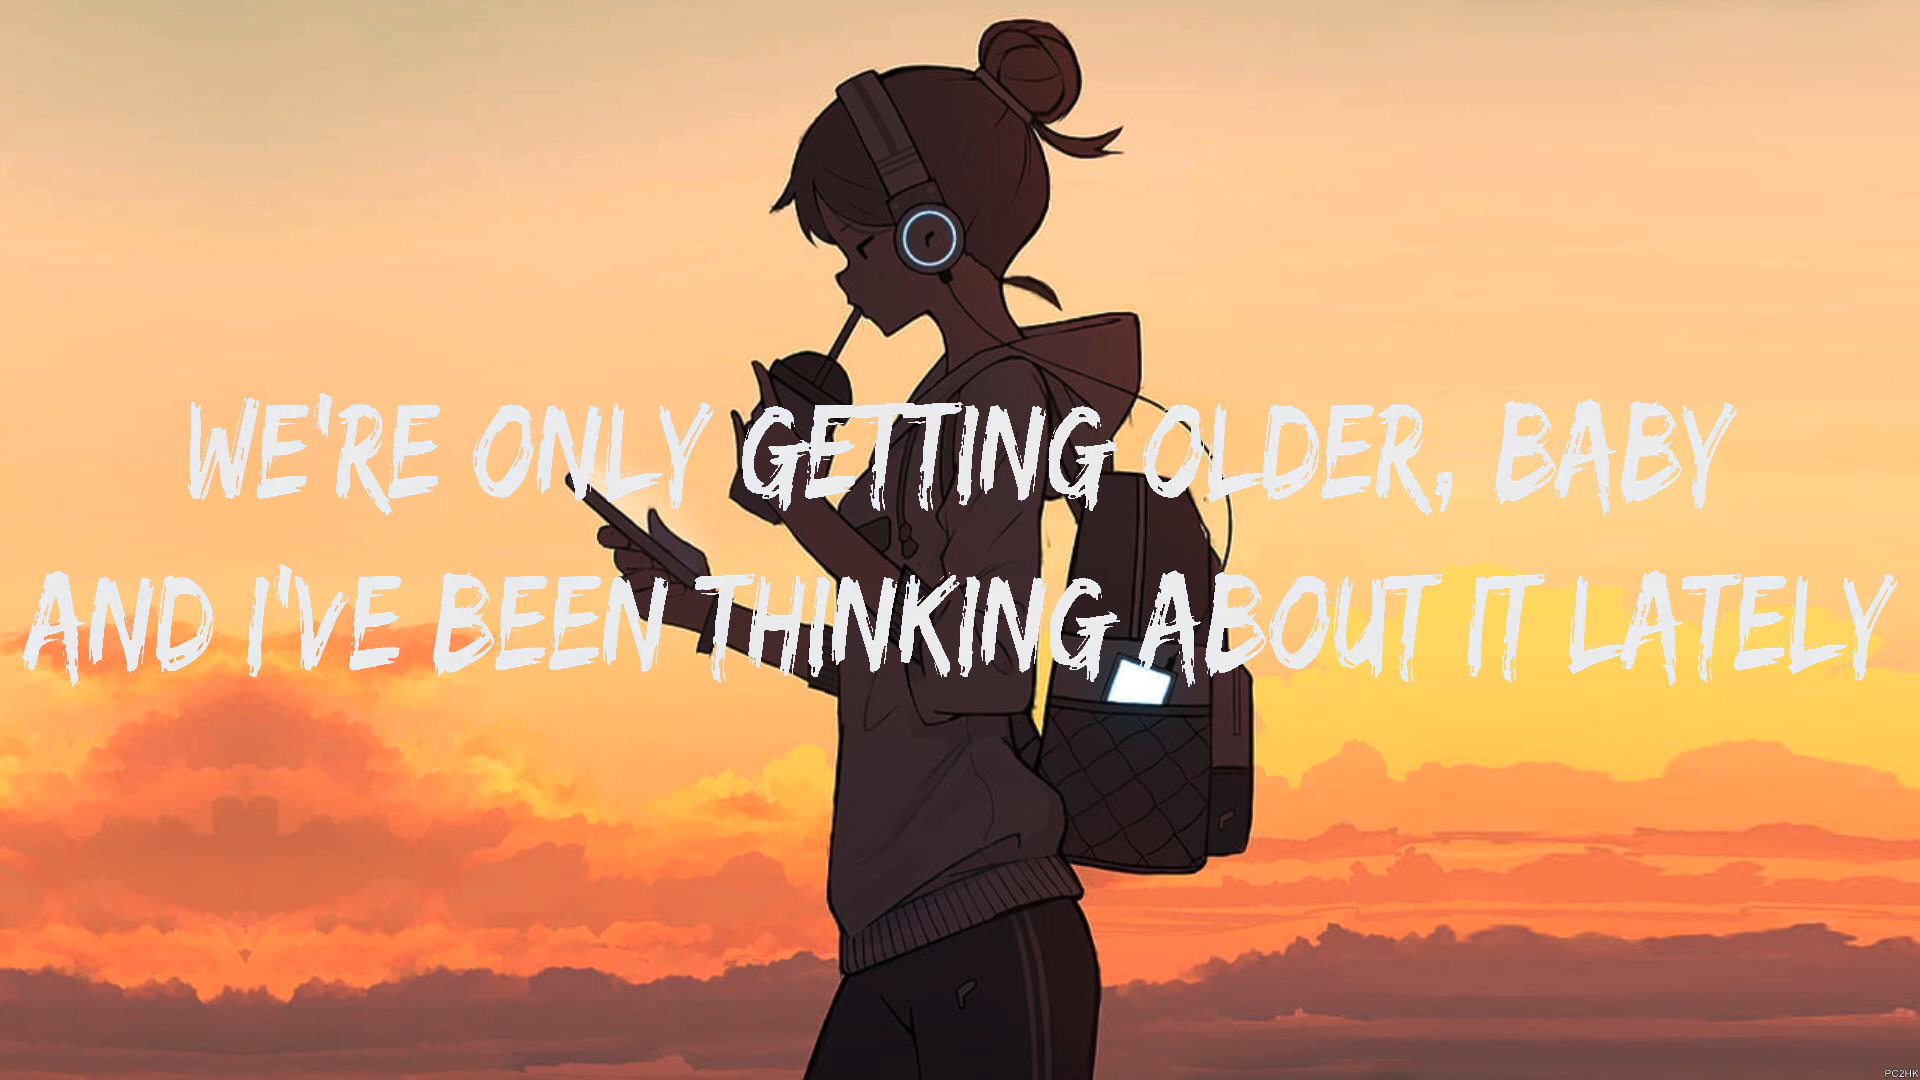 WE'RE ONLY GETTING OLDER, BABY
AND I'VE BEEN THINKING ABOUT IT LATELY
PC2HK